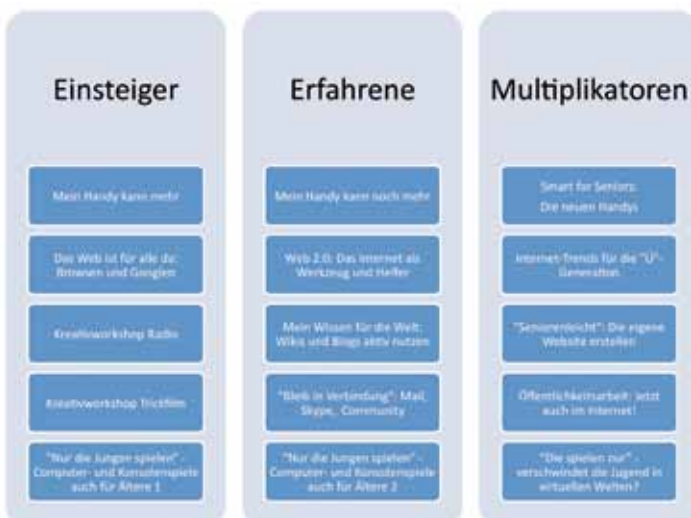 Einsteiger
Mein Handy kann mehr
Das Web ist für alle da:
Browsen und Googlen
Kreativworkshop Radio
Kreativworkshop Trickfilm
"Nur die Jungen spielen" -
Computer- und Konsolenspiele
auch für Ältere 1
Erfahrene
Mein Handy kann noch mehr
Web 2.0: Das Internet als
Werkzeug und Helfer
Mein Wissen für die Welt:
Wikis und Blogs aktiv nutzen
"Bleib in Verbindung": Mail,
Skype, Community
"Nur die Jungen spielen" -
Computer- und Konsolenspiele
auch für Ältere 2
Multiplikatoren
Smart for Seniors:
Die neuen Handys
Internet-Trends für die "Ü"-
Generation
"Seniorenleicht": Die eigene
Website erstellen
Öffentlichkeitsarbeit: Jetzt
auch im Internet!
"Die spielen nur" -
verschwindet die Jugend in
virtuellen Welten?